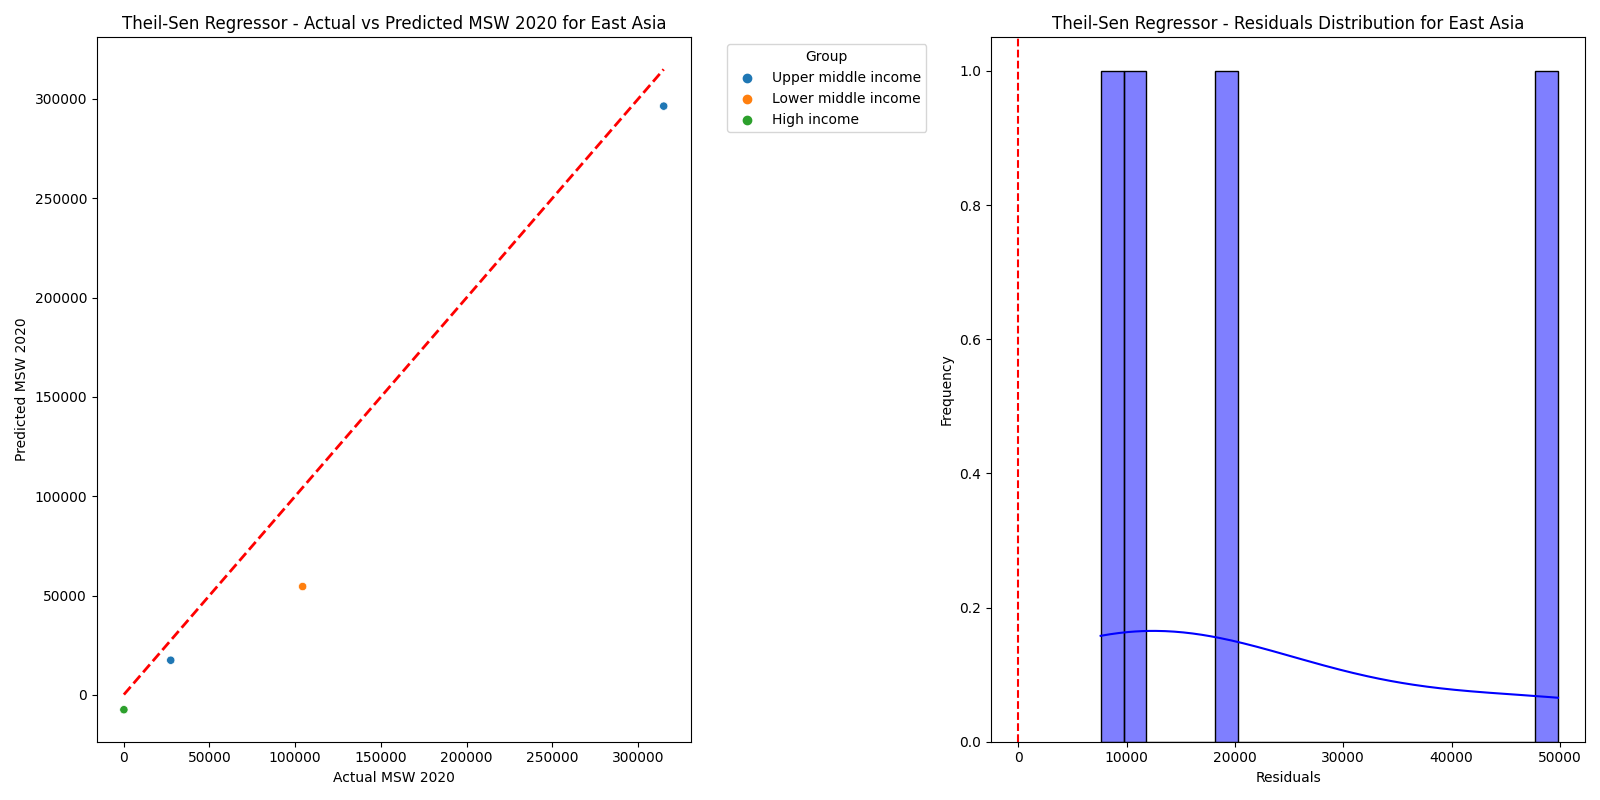 Theil-Sen Regressor - Actual vs Predicted MSW 2020 for East Asia
300000
250000
200000
150000
100000
50000
0
Predicted MSW 2020
0 50000 100000 150000 200000 250000 300000
Actual MSW 2020
Group
Upper middle income
Lower middle income
High income
Theil-Sen Regressor - Residuals Distribution for East Asia
1.0
0.8
0.6
0.4
0.2
0.0
Frequency
0 10000 20000 30000 40000 50000
Residuals